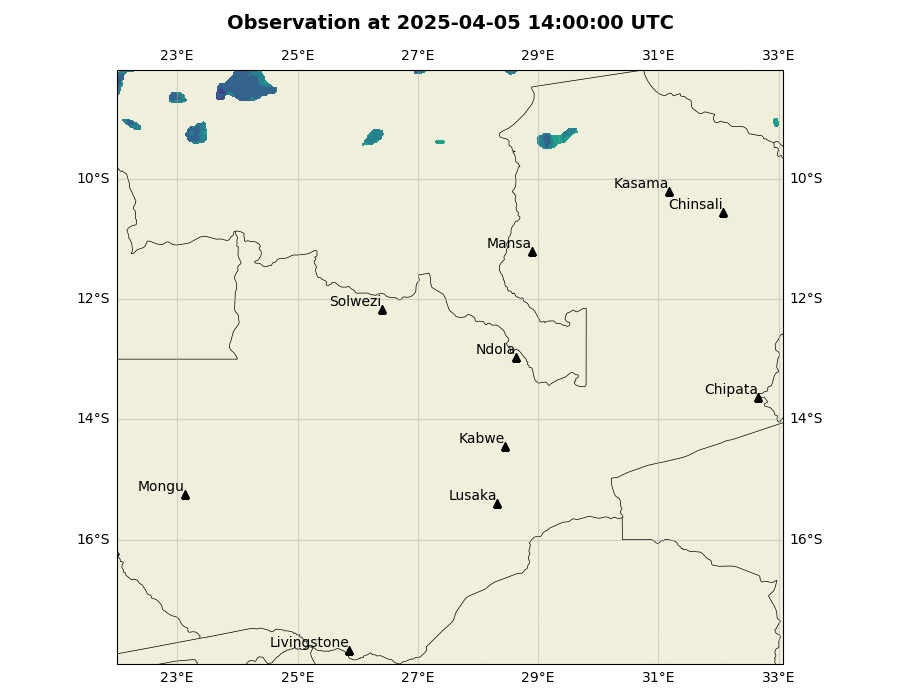 Observation at 2025-04-05 14:00:00 UTC
23°E 25°E 27°E 29°E 31°E 33°E
10°S 10°S
Kasama
Chinsali
Mansa
12°S 12°S
Solwezi
Ndola
Chipata
14°S 14°S
Kabwe
Mongu
Lusaka
16°S 16°S
Livingstone
23°E 25°E 27°E 29°E 31°E 33°E